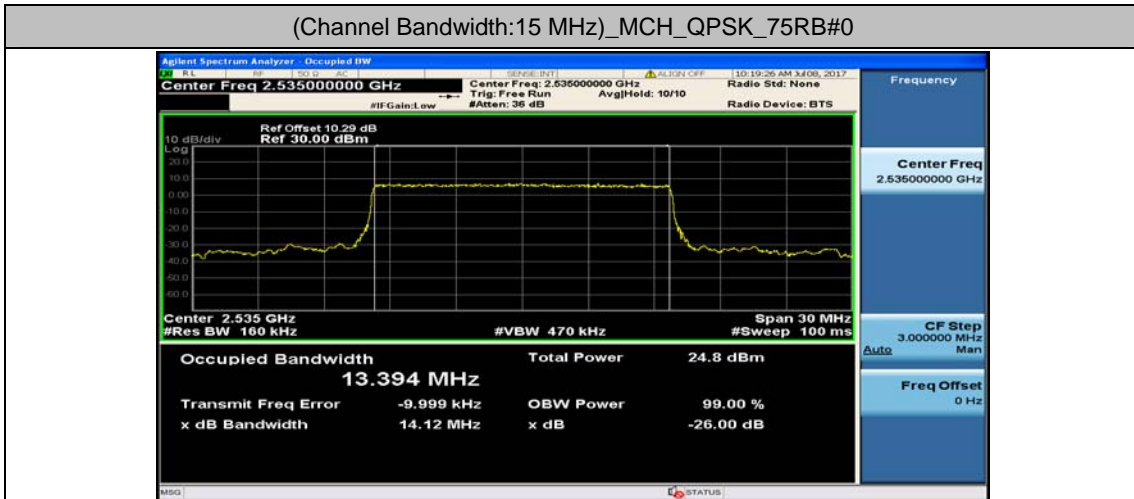 (Channel Bandwidth:15 MHz)_MCH_QPSK_75RB#0
Agilent Spectrum Analyzer - Occupied BW
LXI RL RF 50 Ω AC SENSE:INT ALIGN OFF 10:19:26 AM Jul 08, 2017
Center Freq 2.535000000 GHz
Center Freq: 2.535000000 GHz
Radio Std: None
Trig: Free Run
Avg|Hold: 10/10
#IFGain:Low
#Atten: 36 dB
Radio Device: BTS
Ref Offset 10.29 dB
10 dB/div
Ref 30.00 dBm
Log
20.0
10.0
0.00
-10.0
-20.0
-30.0
-40.0
-50.0
-60.0
Center 2.535 GHz
Span 30 MHz
#Res BW 160 kHz
#VBW 470 kHz
#Sweep 100 ms
Occupied Bandwidth
Total Power 24.8 dBm
13.394 MHz
Transmit Freq Error -9.999 kHz
OBW Power 99.00 %
x dB Bandwidth 14.12 MHz
x dB -26.00 dB
MSG
STATUS
Frequency
Center Freq
2.535000000 GHz
CF Step
3.000000 MHz
Auto Man
Freq Offset
0 Hz